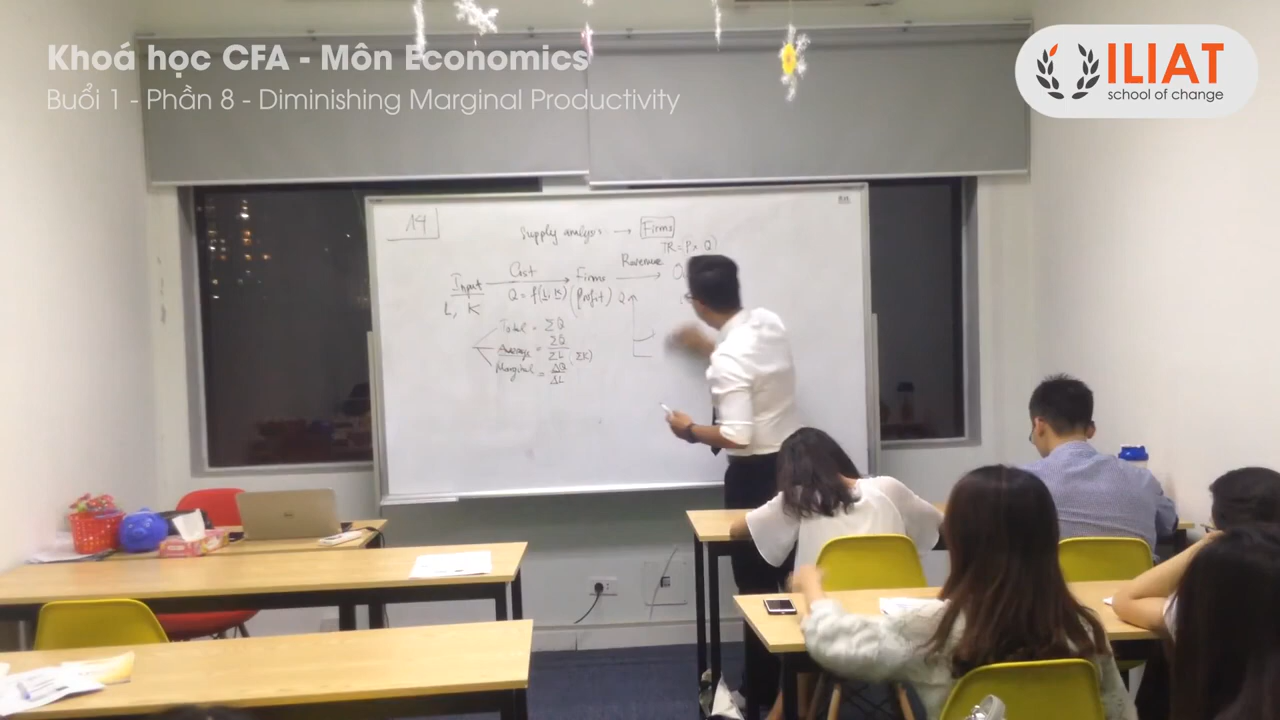 Khoá học CFA - Môn Economics
Buổi 1 - Phần 8 - Diminishing Marginal Productivity
ILIAT
school of change
14
Supply analysis → Firms
TR = P × Q
Input Cost Firms Revenue
L, K Q = f(L, K) (Profit) Q
Total = ΣQ
Average = ΣQ / ΣL (ΣK)
Marginal = ΔQ / ΔL